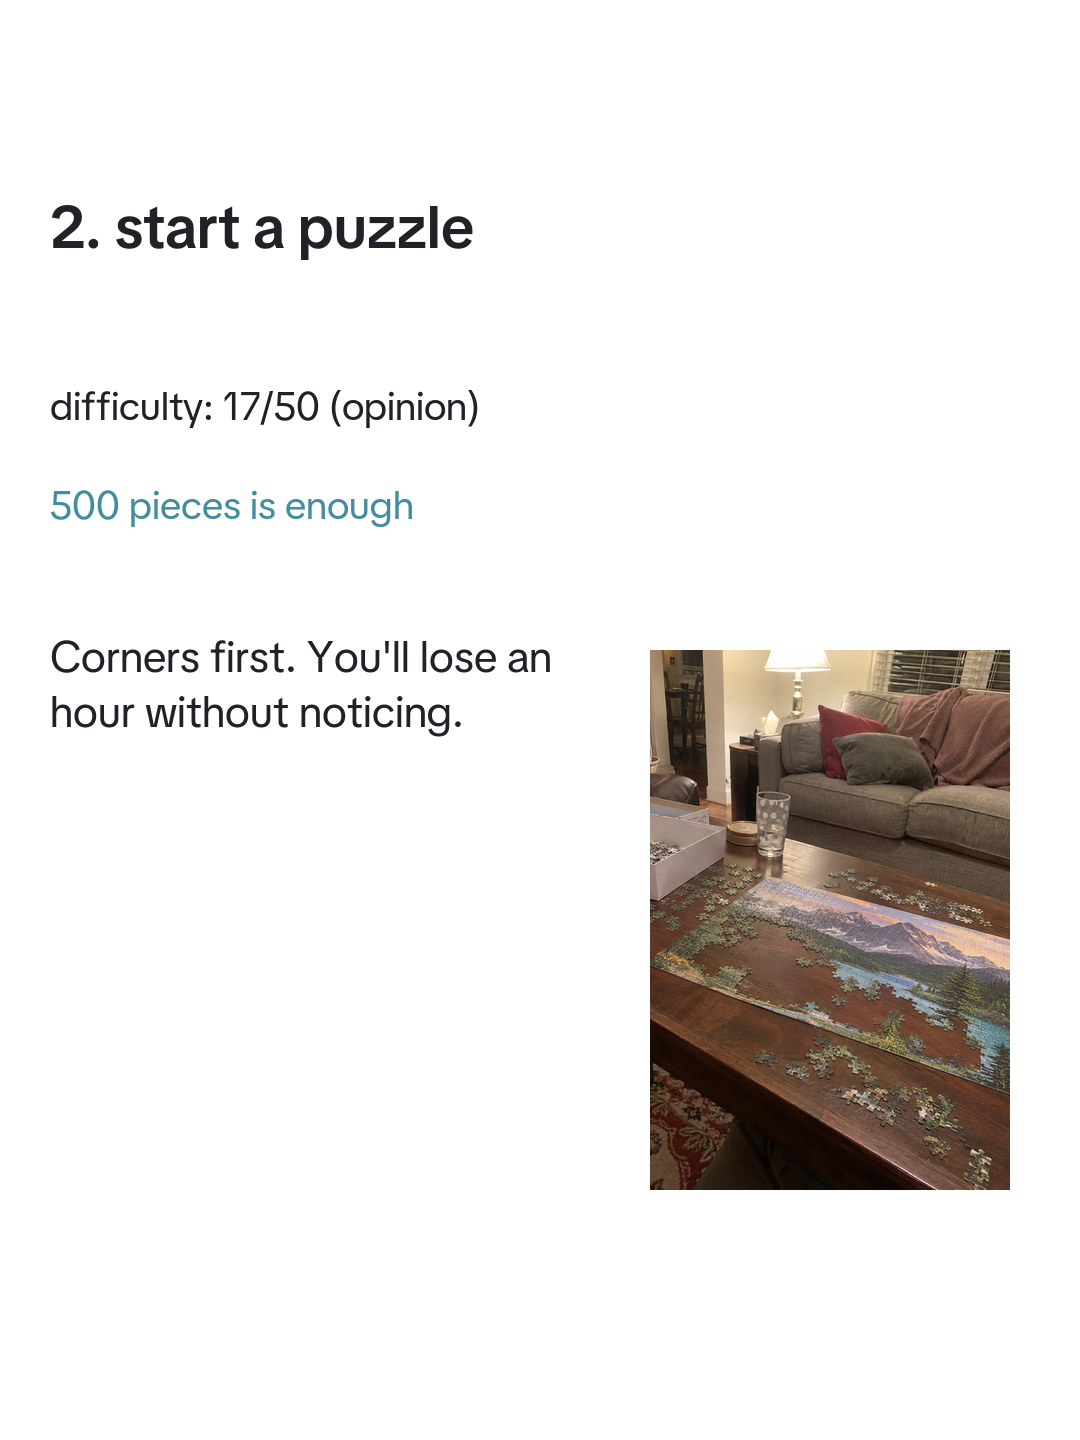 2. start a puzzle
difficulty: 17/50 (opinion)
500 pieces is enough
Corners first. You'll lose an
hour without noticing.